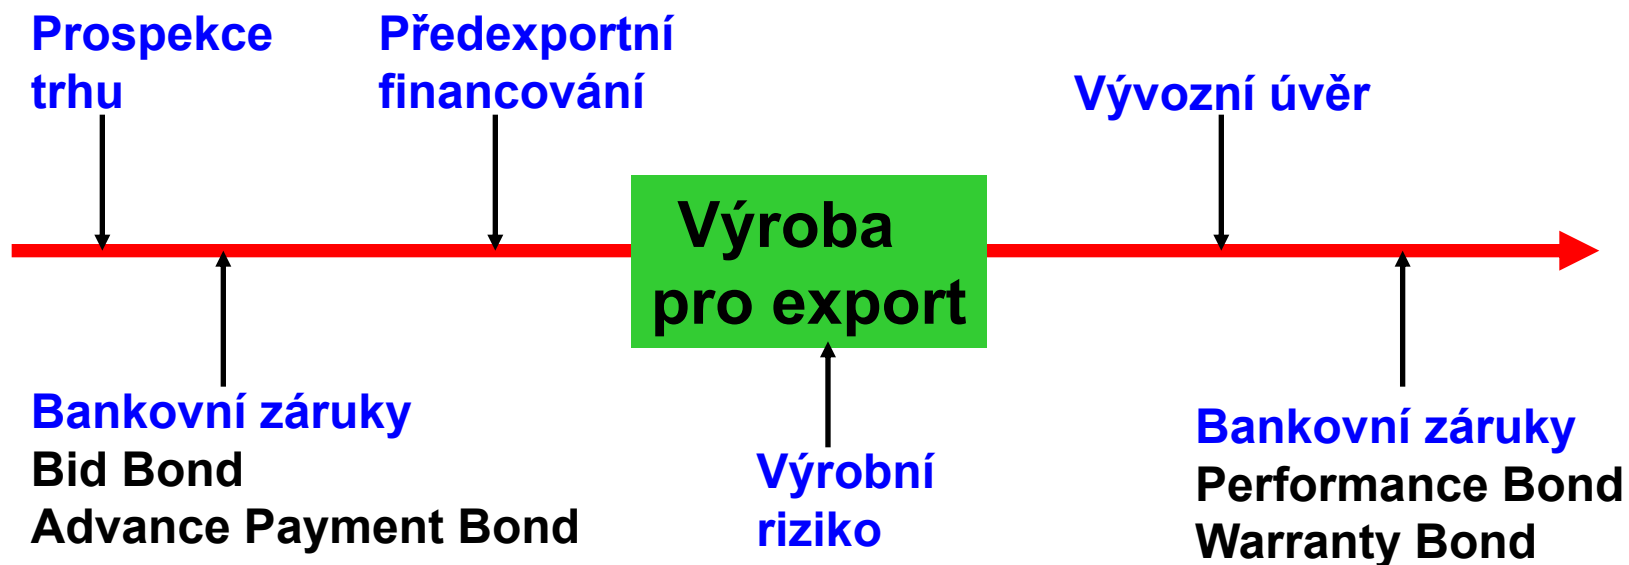 Prospekce
trhu
Předexportní
financování
Vývozní úvěr
Výroba
pro export
Bankovní záruky
Bid Bond
Advance Payment Bond
Výrobní
riziko
Bankovní záruky
Performance Bond
Warranty Bond